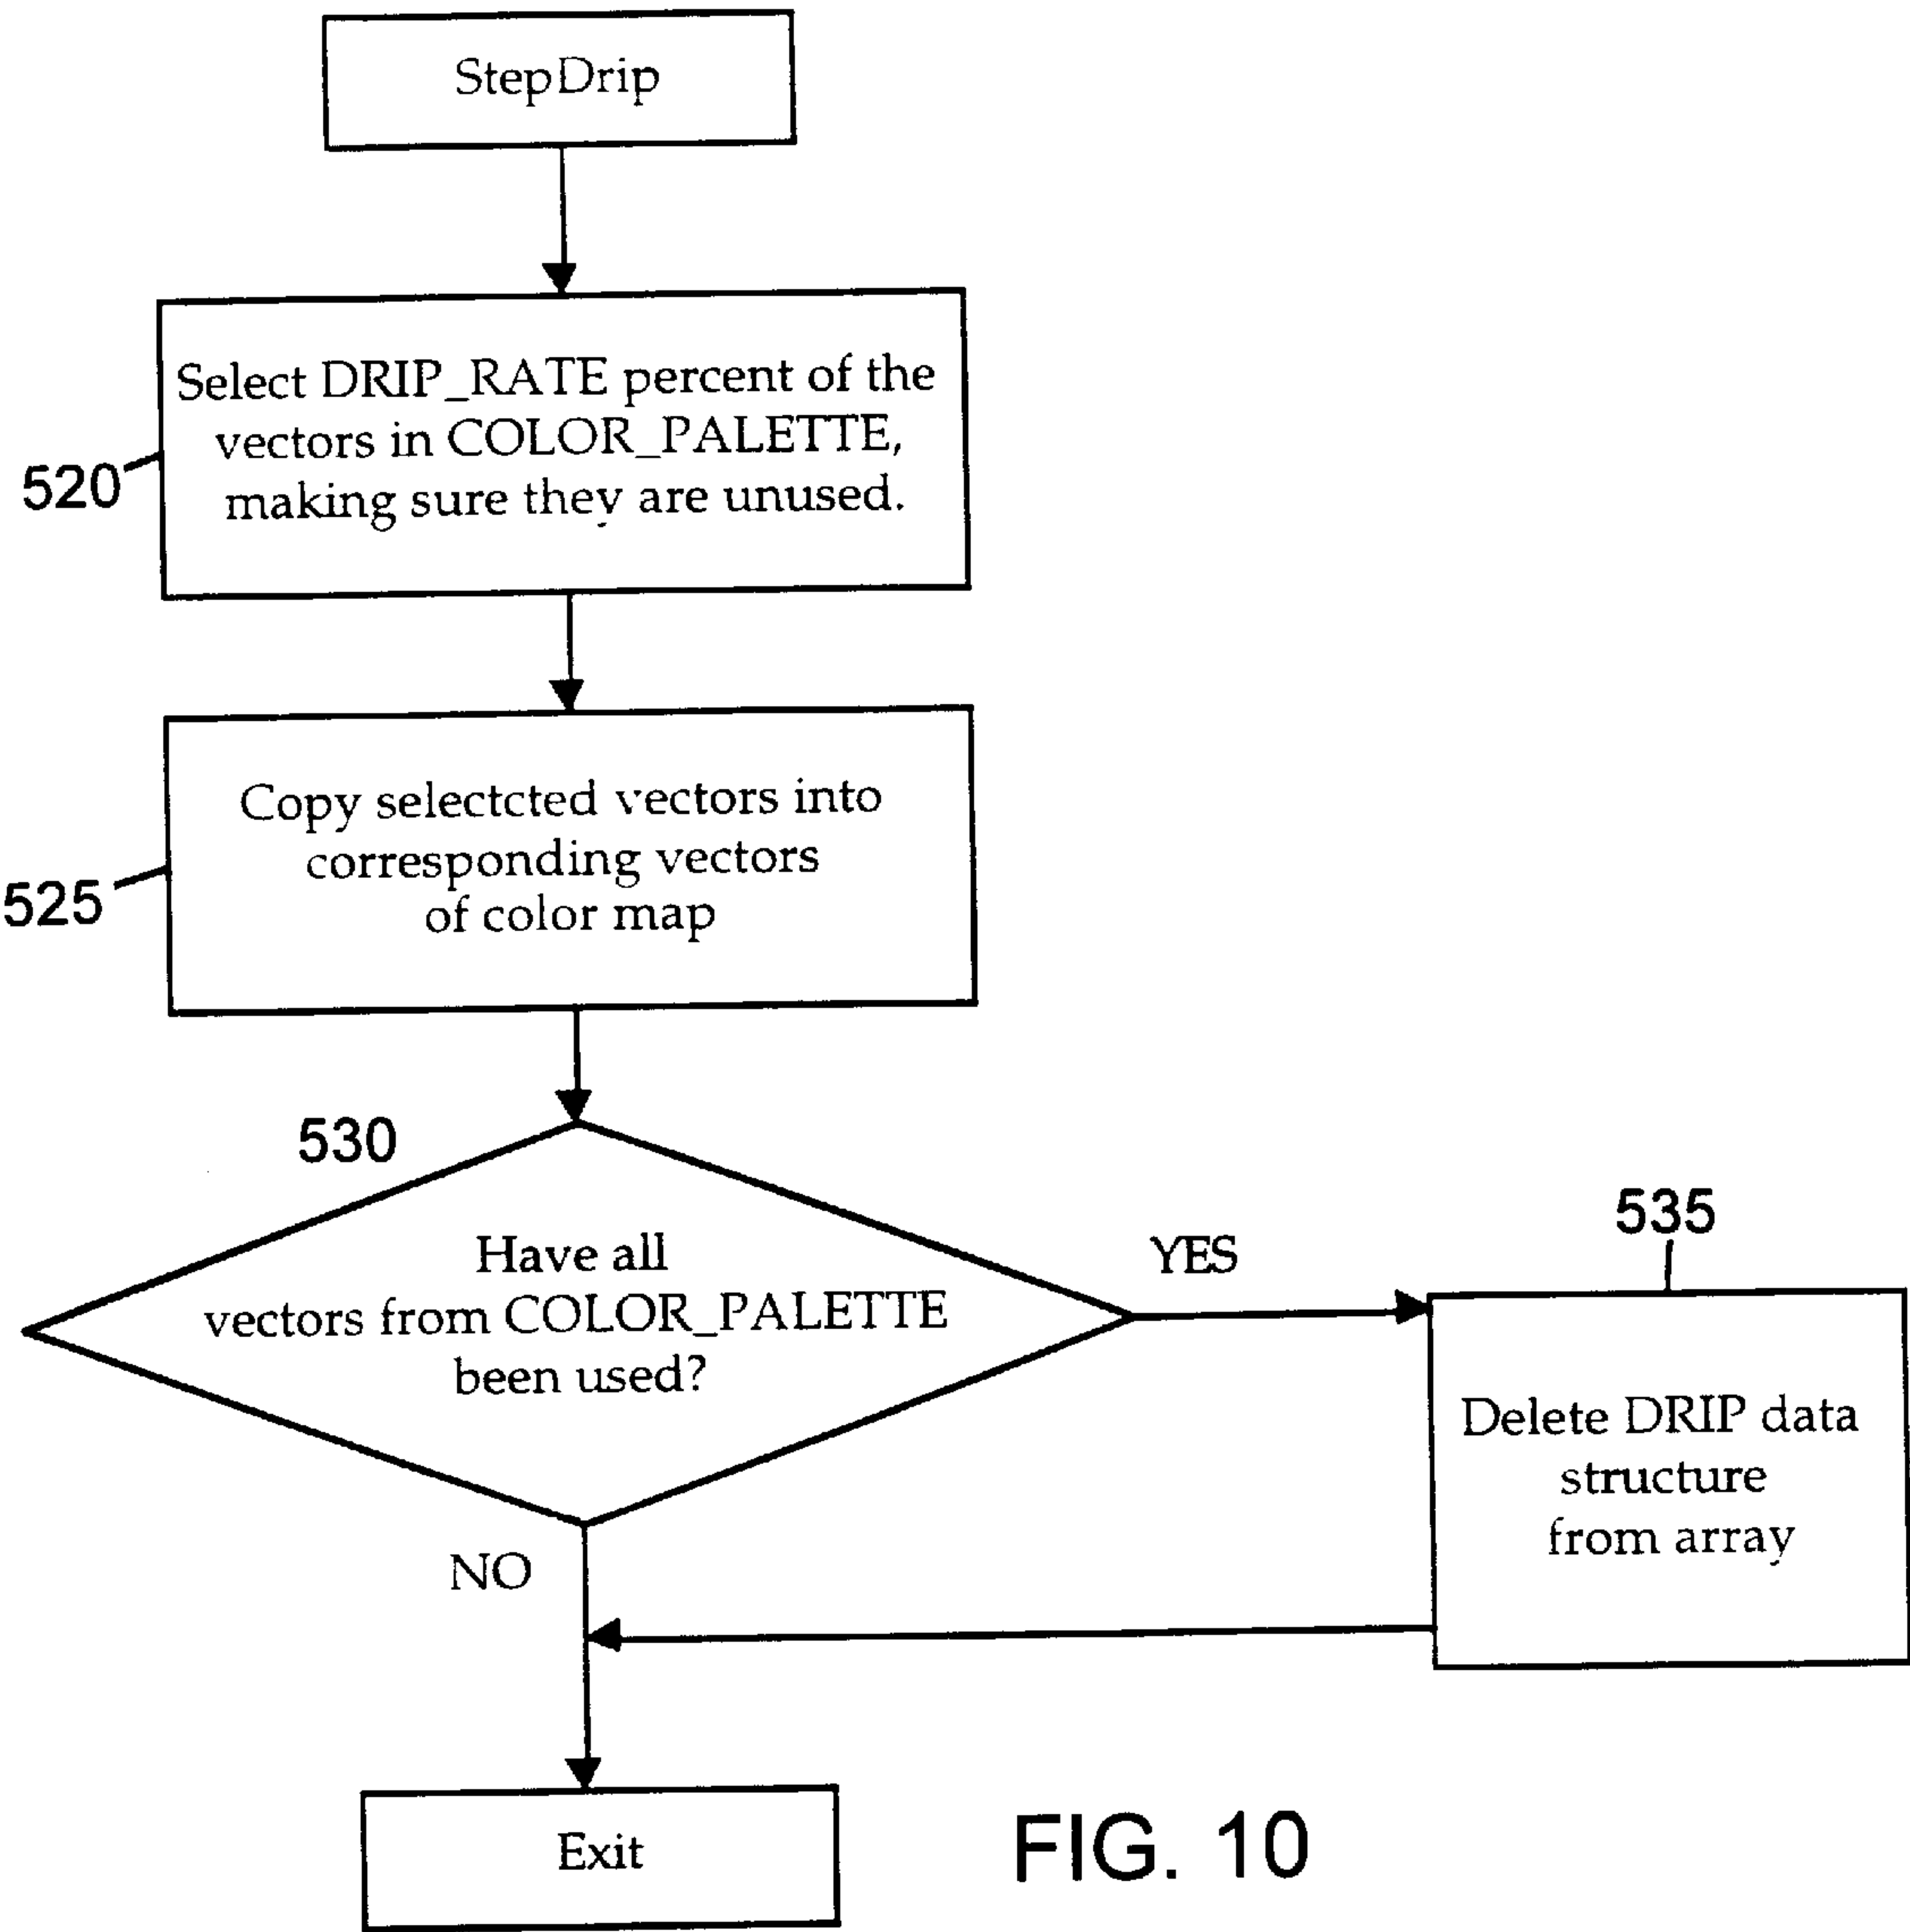 StepDrip
Select DRIP_RATE percent of the
vectors in COLOR_PALETTE,
making sure they are unused.
520
Copy selectcted vectors into
corresponding vectors
of color map
525
530
Have all
vectors from COLOR_PALETTE
been used?
YES
535
Delete DRIP data
structure
from array
NO
Exit
FIG. 10